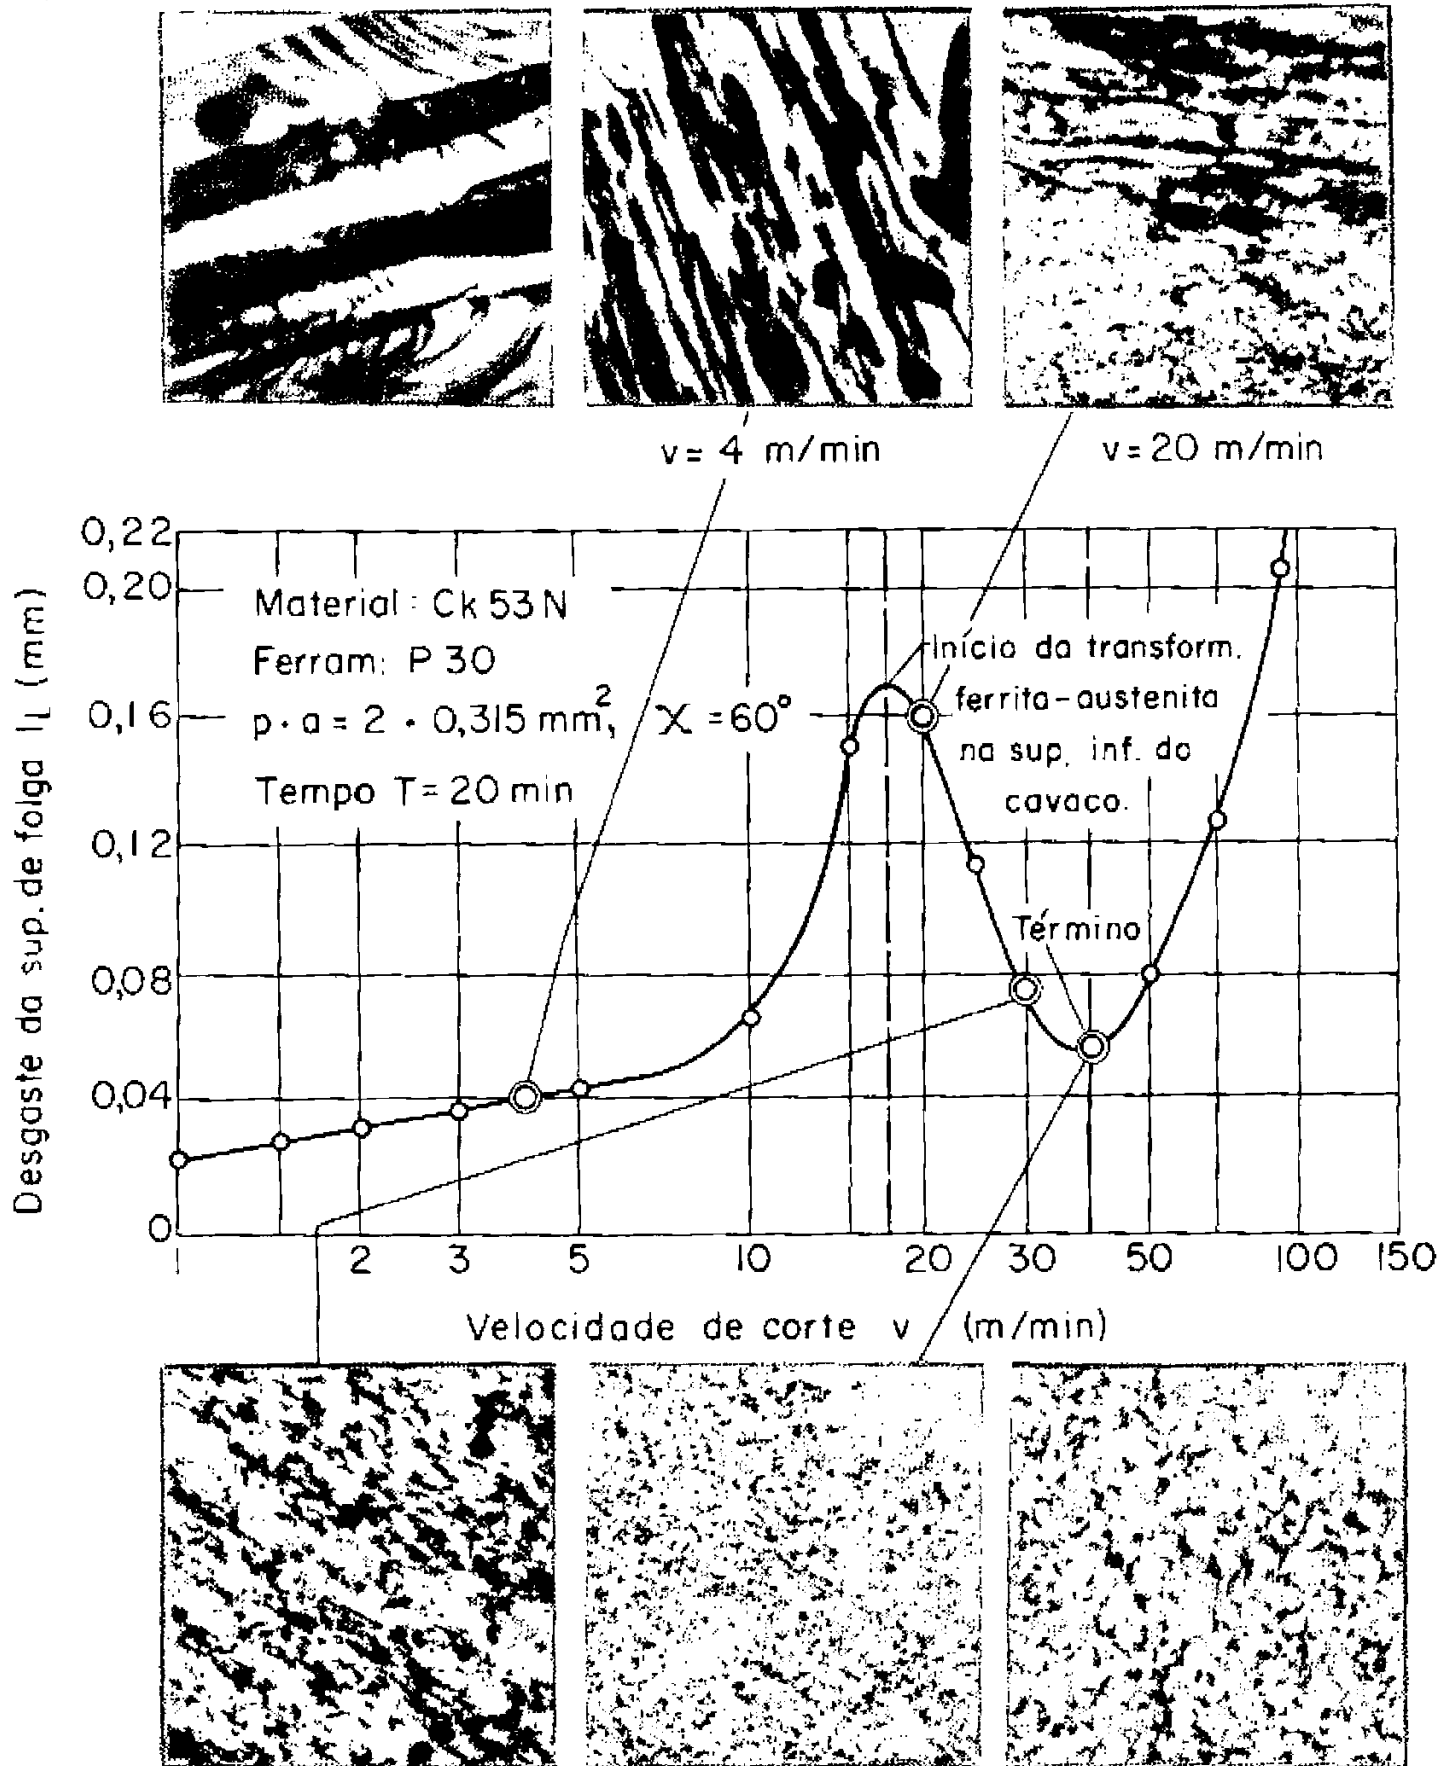 v= 4 m/min
v=20 m/min
0,22
0,20
0,16
0,12
0,08
0,04
0
Desgaste da sup. de folga lL (mm)
Material: Ck 53 N
Ferram: P 30
p·a = 2 · 0,315 mm², χ = 60°
Tempo T= 20 min
Início da transform.
ferrita-austenita
na sup. inf. do
cavaco.
Término
1 2 3 5 10 20 30 50 100 150
Velocidade de corte v (m/min)